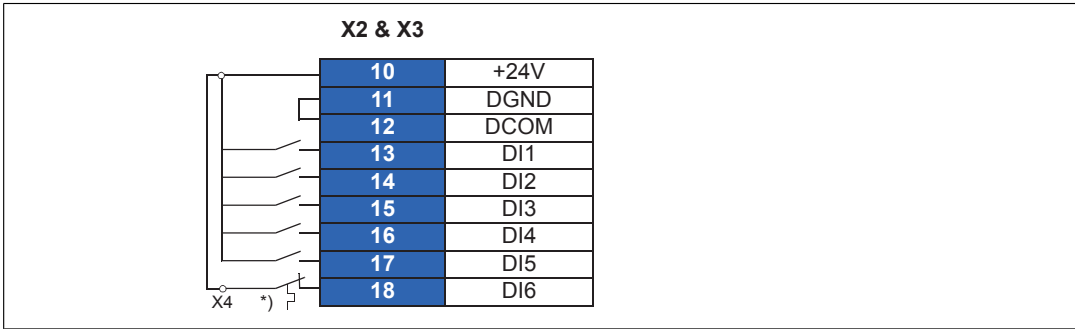 X2 & X3
10 +24V
11 DGND
12 DCOM
13 DI1
14 DI2
15 DI3
16 DI4
17 DI5
18 DI6
X4 *)